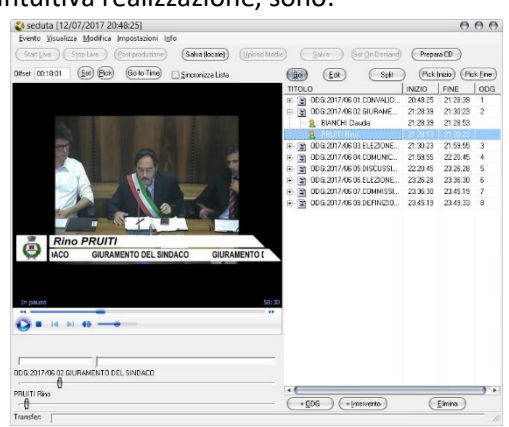 intuitiva realizzazione, sono:
seduta [12/07/2017 20:48:25]
Evento Visualizza Modifica Impostazioni Info
Start Live Stop Live Post produzione Salva (locale) Upload Media Salva Set On Demand Prepara CD
Offset 00:18:01 Set Pick Go to Time Sincronizza Lista Go! Edit Split Pick Inizio Pick Fine
TITOLO INIZIO FINE ODG
ODG:2017/06 01.CONVALID... 20:48:25 21:28:39 1
ODG:2017/06 02.GIURAME... 21:28:39 21:30:23 2
BIANCHI Claudia 21:28:39 21:28:53
PRUITI Rino 21:28:53 21:30:23
ODG:2017/06 03.ELEZIONE... 21:30:23 21:59:55 3
ODG:2017/06 04.COMUNIC... 21:59:55 22:20:45 4
ODG:2017/06 05.DISCUSSI... 22:20:45 23:26:28 5
ODG:2017/06 06.ELEZIONE... 23:26:28 23:36:30 6
ODG:2017/06 07.COMMISSI... 23:36:30 23:45:19 7
ODG:2017/06 08.DEFINIZIO... 23:45:19 23:49:33 8
Rino PRUITI
DACO GIURAMENTO DEL SINDACO GIURAMENTO D
In pausa 58:30
ODG:2017/06 02.GIURAMENTO DEL SINDACO
PRUITI Rino
+ ODG + Intervento Elimina
Transfer: